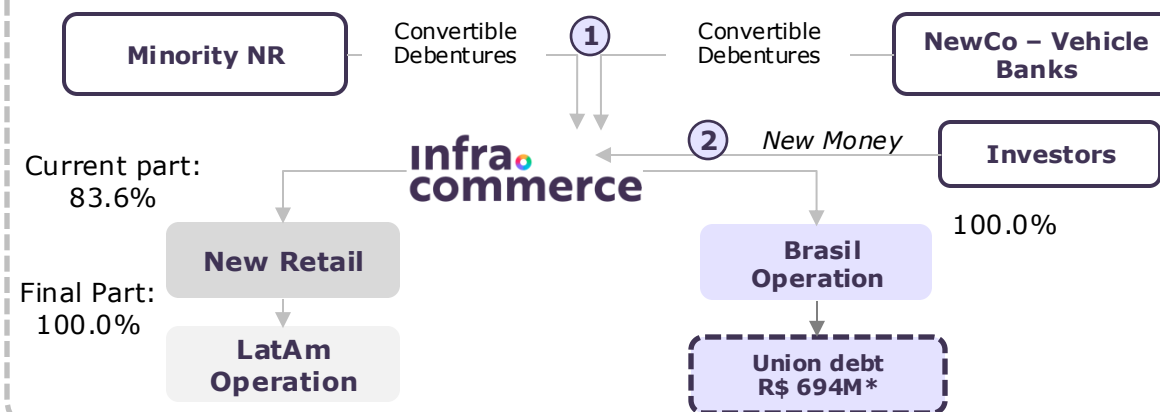 Minority NR
Convertible
Debentures
1
Convertible
Debentures
NewCo – Vehicle
Banks
2
New Money
Investors
Current part:
83.6%
infra.
commerce
100.0%
New Retail
Brasil
Operation
Final Part:
100.0%
LatAm
Operation
Union debt
R$ 694M*